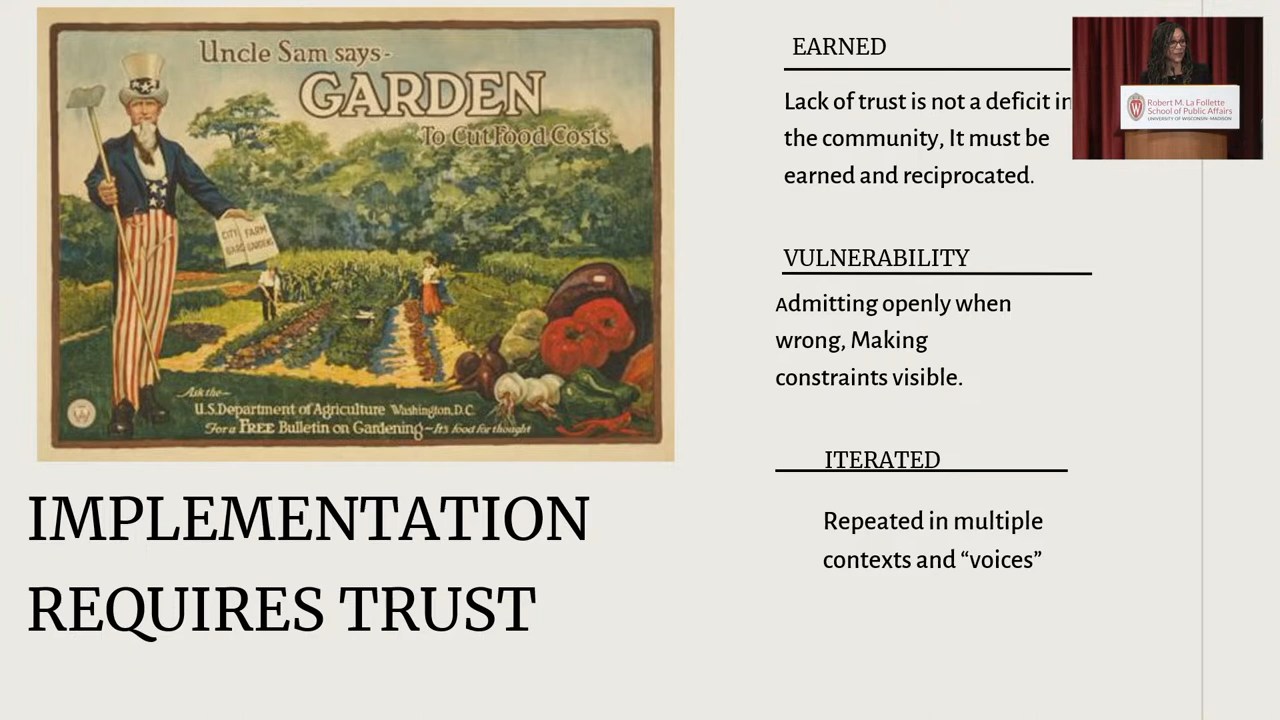 Uncle Sam says-
GARDEN
To Cut Food Costs
CITY FARM
GARDENS
Ask the-
U.S. Department of Agriculture Washington, D.C.
For a FREE Bulletin on Gardening-It's food for thought
IMPLEMENTATION
REQUIRES TRUST
EARNED
Lack of trust is not a deficit in
the community, It must be
earned and reciprocated.
VULNERABILITY
Admitting openly when
wrong, Making
constraints visible.
ITERATED
Repeated in multiple
contexts and “voices”
Robert M. La Follette
School of Public Affairs
UNIVERSITY OF WISCONSIN-MADISON